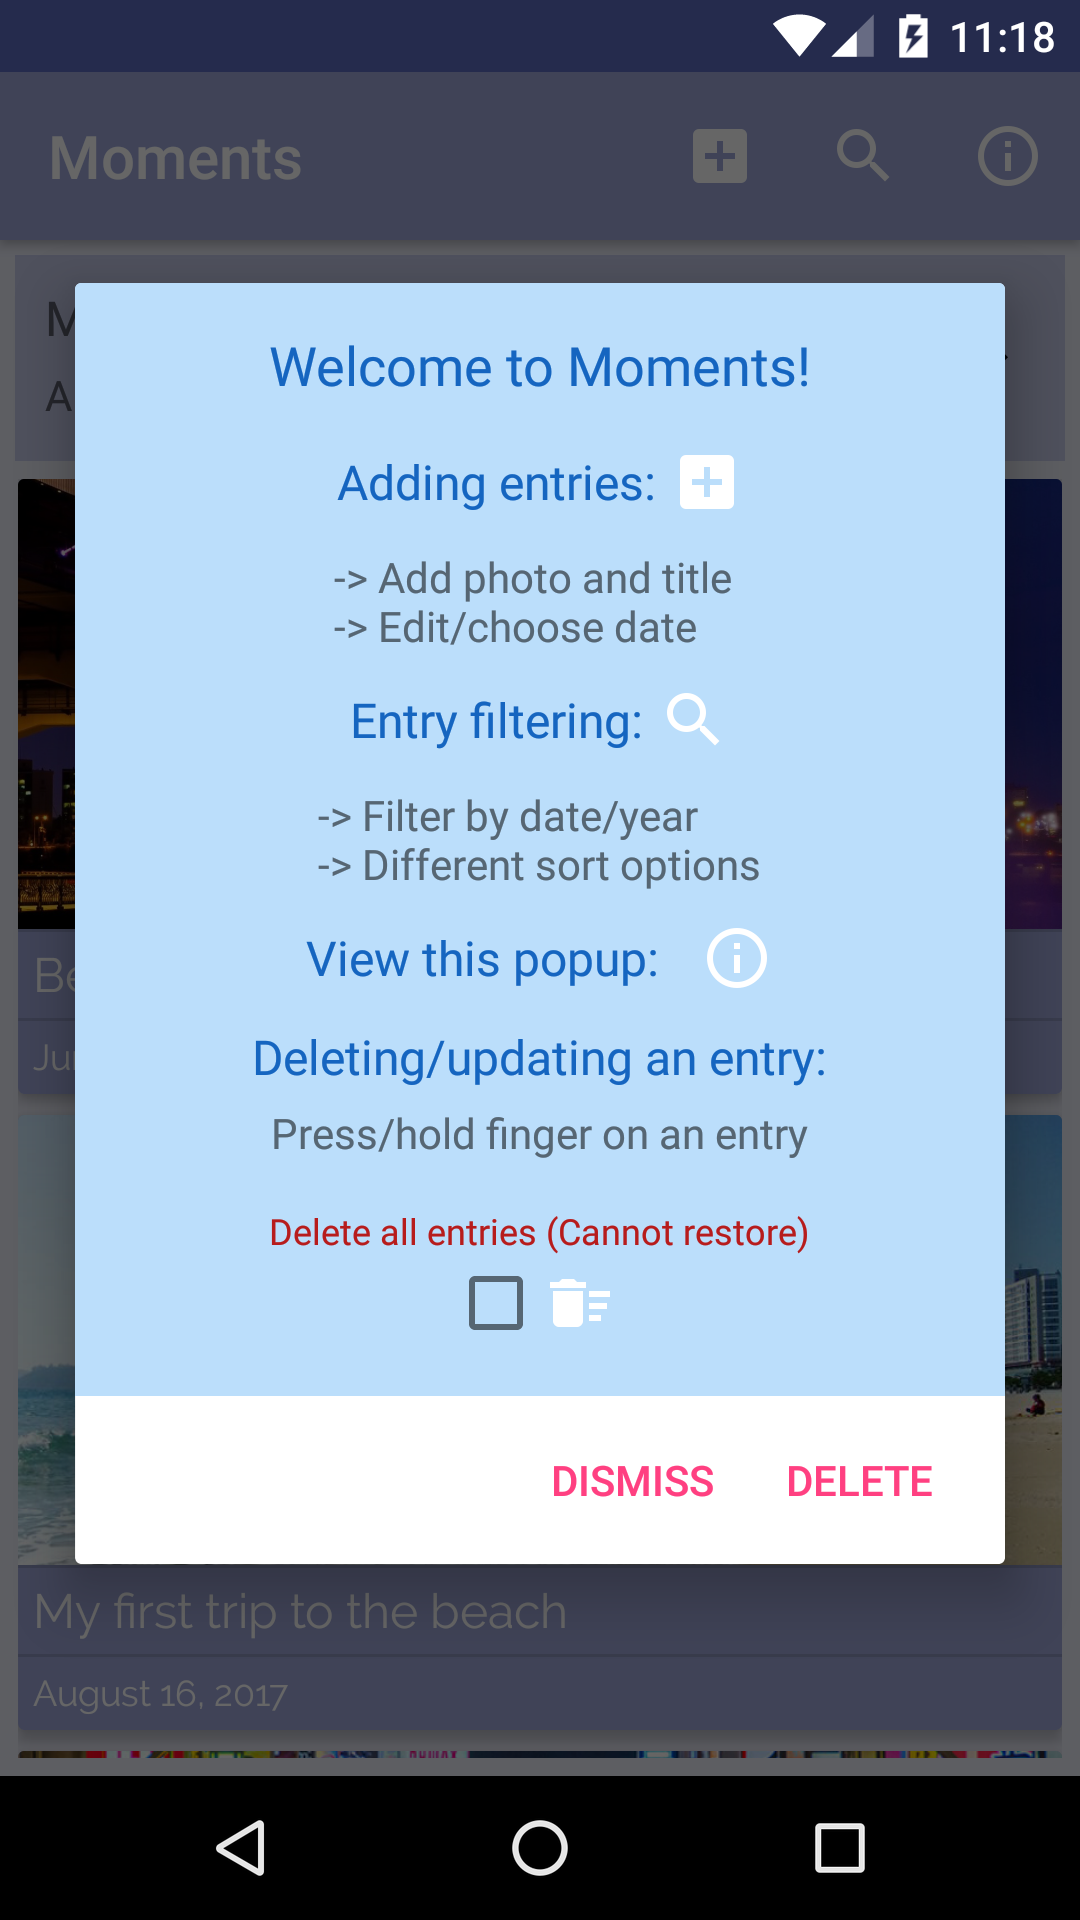 11:18
Moments
Welcome to Moments!
Adding entries:
-> Add photo and title
-> Edit/choose date
Entry filtering:
-> Filter by date/year
-> Different sort options
View this popup:
Deleting/updating an entry:
Press/hold finger on an entry
Delete all entries (Cannot restore)
DISMISS DELETE
My first trip to the beach
August 16, 2017